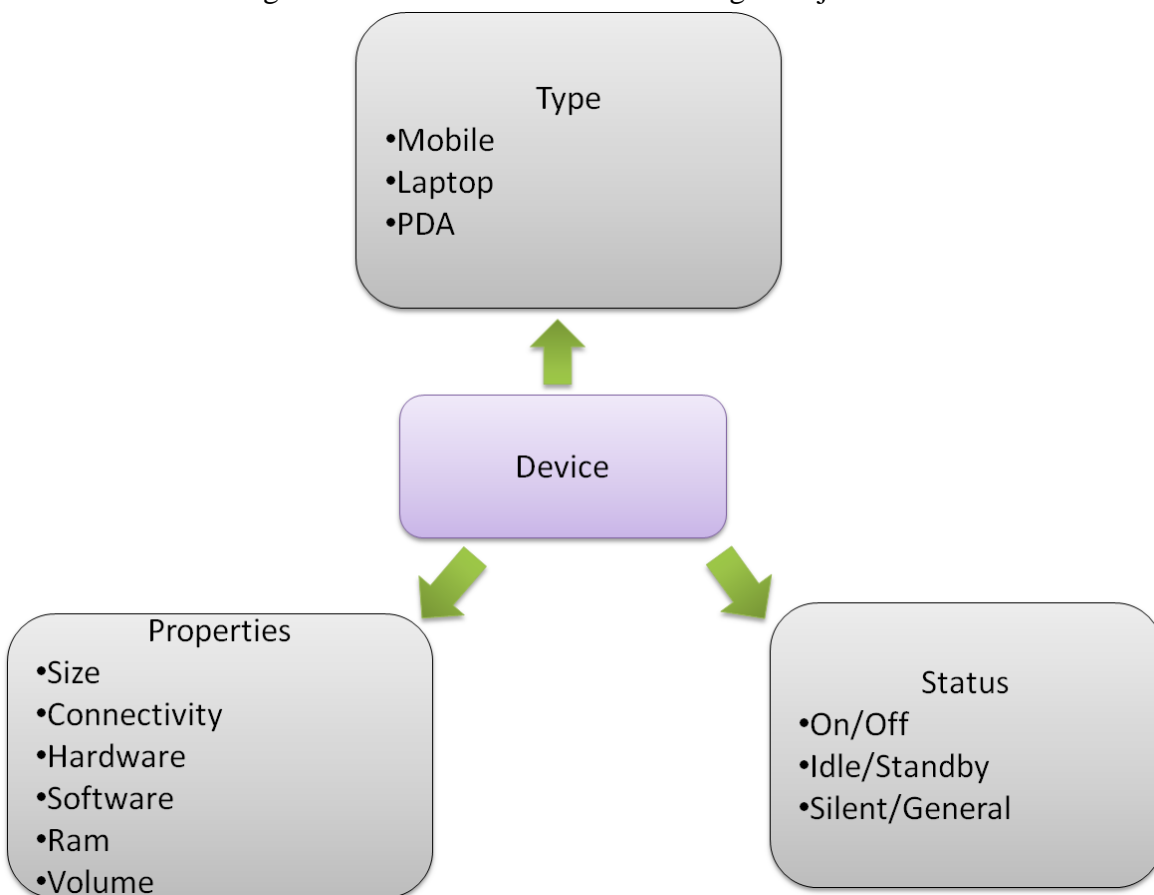 Type
•Mobile
•Laptop
•PDA
Device
Properties
•Size
•Connectivity
•Hardware
•Software
•Ram
•Volume
Status
•On/Off
•Idle/Standby
•Silent/General